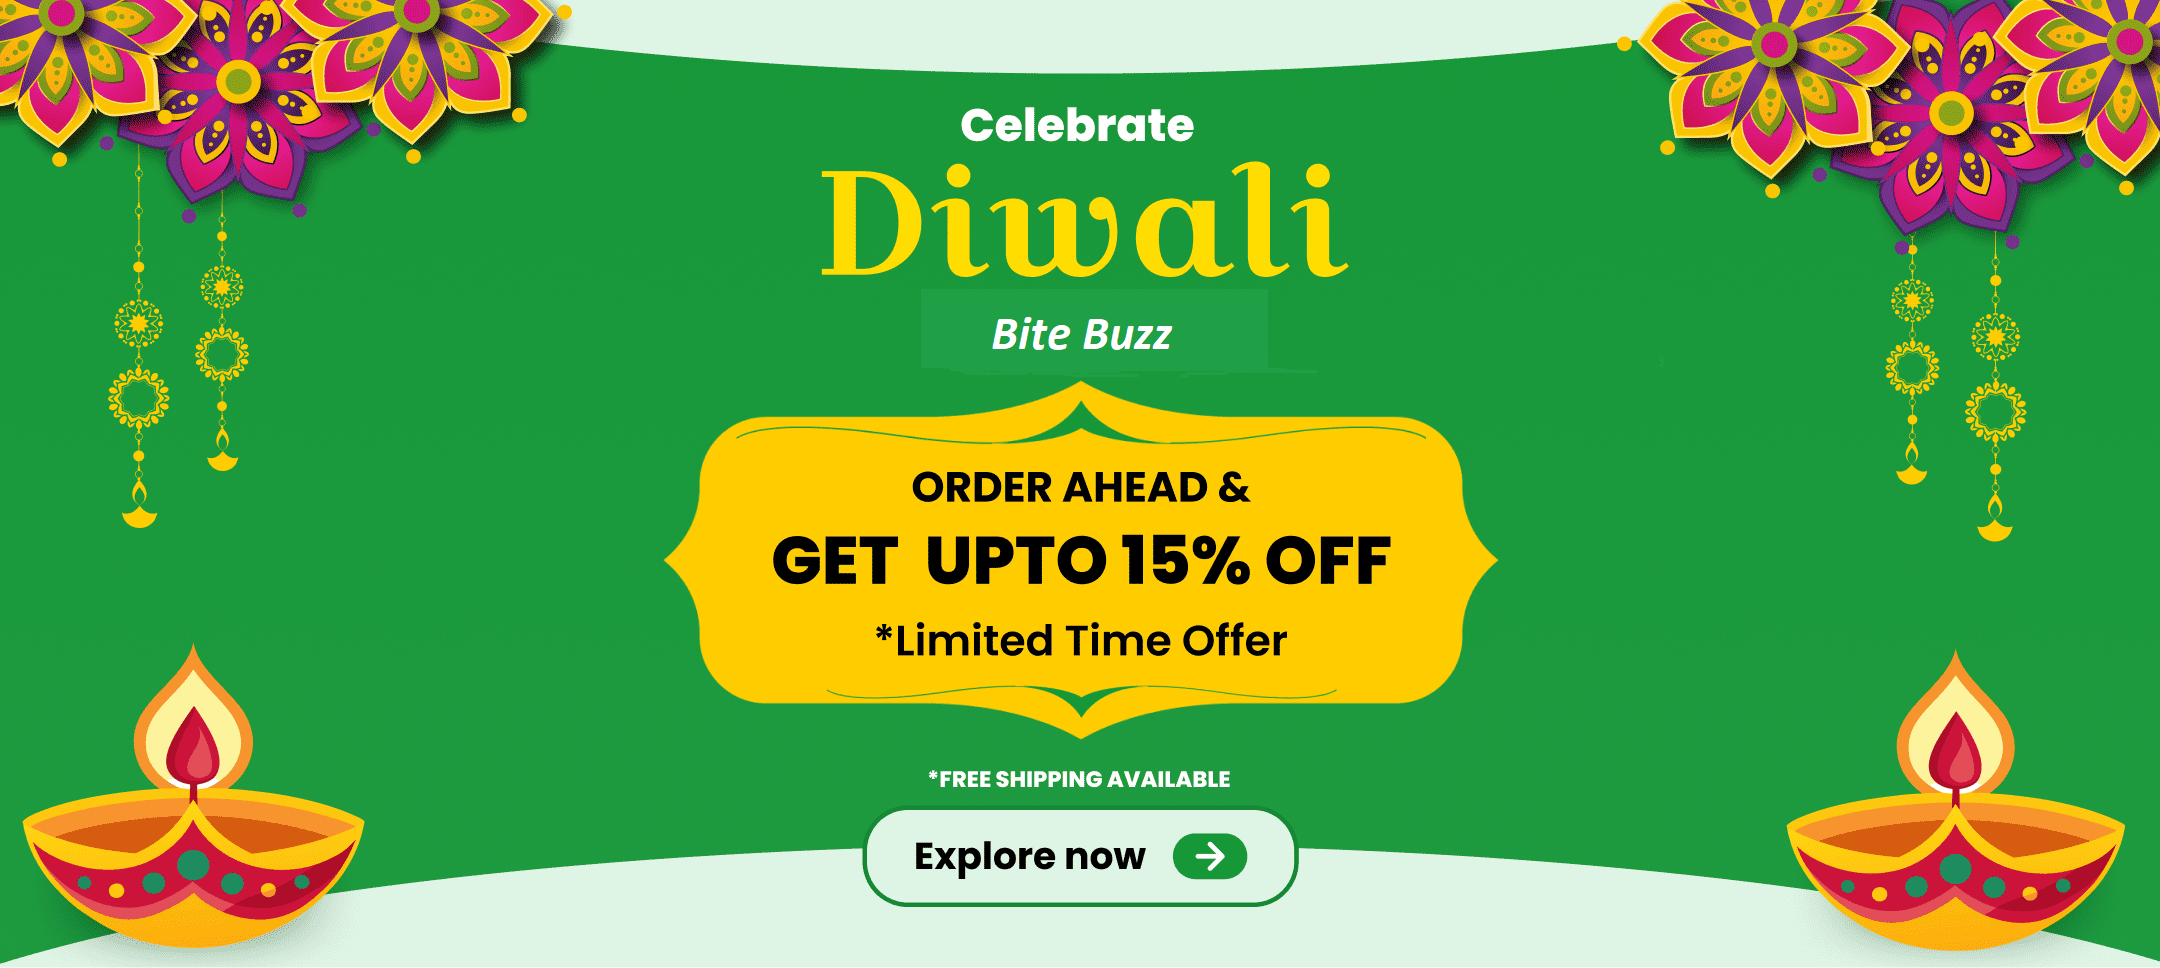 Celebrate
Diwali
Bite Buzz
ORDER AHEAD &
GET UPTO 15% OFF
*Limited Time Offer
*FREE SHIPPING AVAILABLE
Explore now